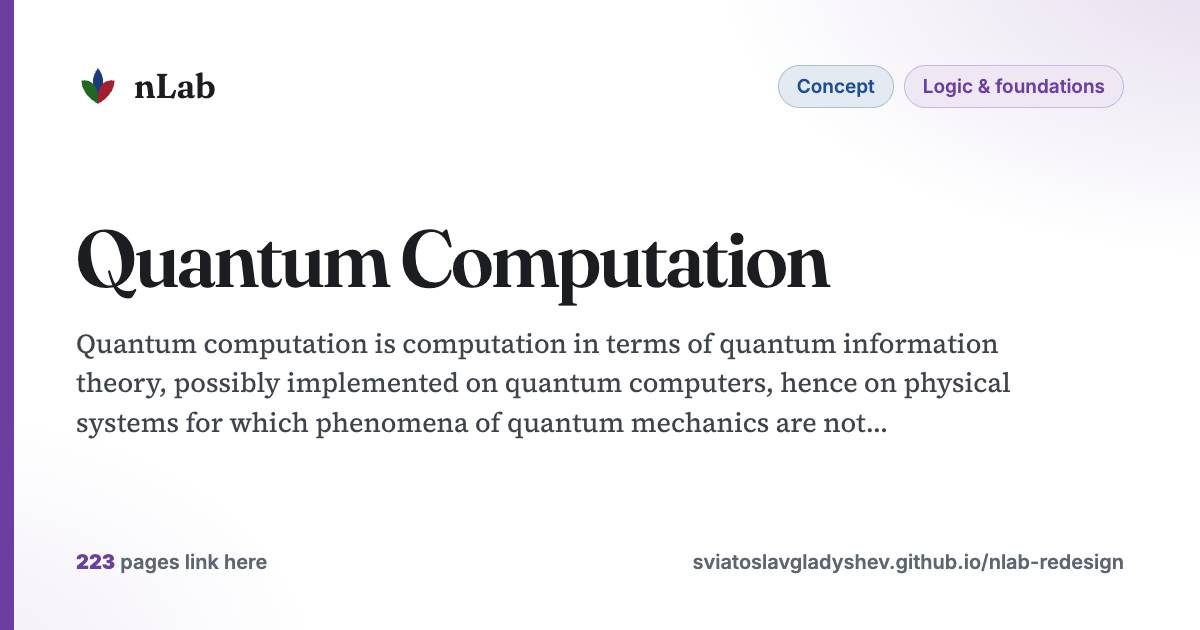 nLab
Concept
Logic & foundations
Quantum Computation
Quantum computation is computation in terms of quantum information
theory, possibly implemented on quantum computers, hence on physical
systems for which phenomena of quantum mechanics are not...
223 pages link here
sviatoslavgladyshev.github.io/nlab-redesign